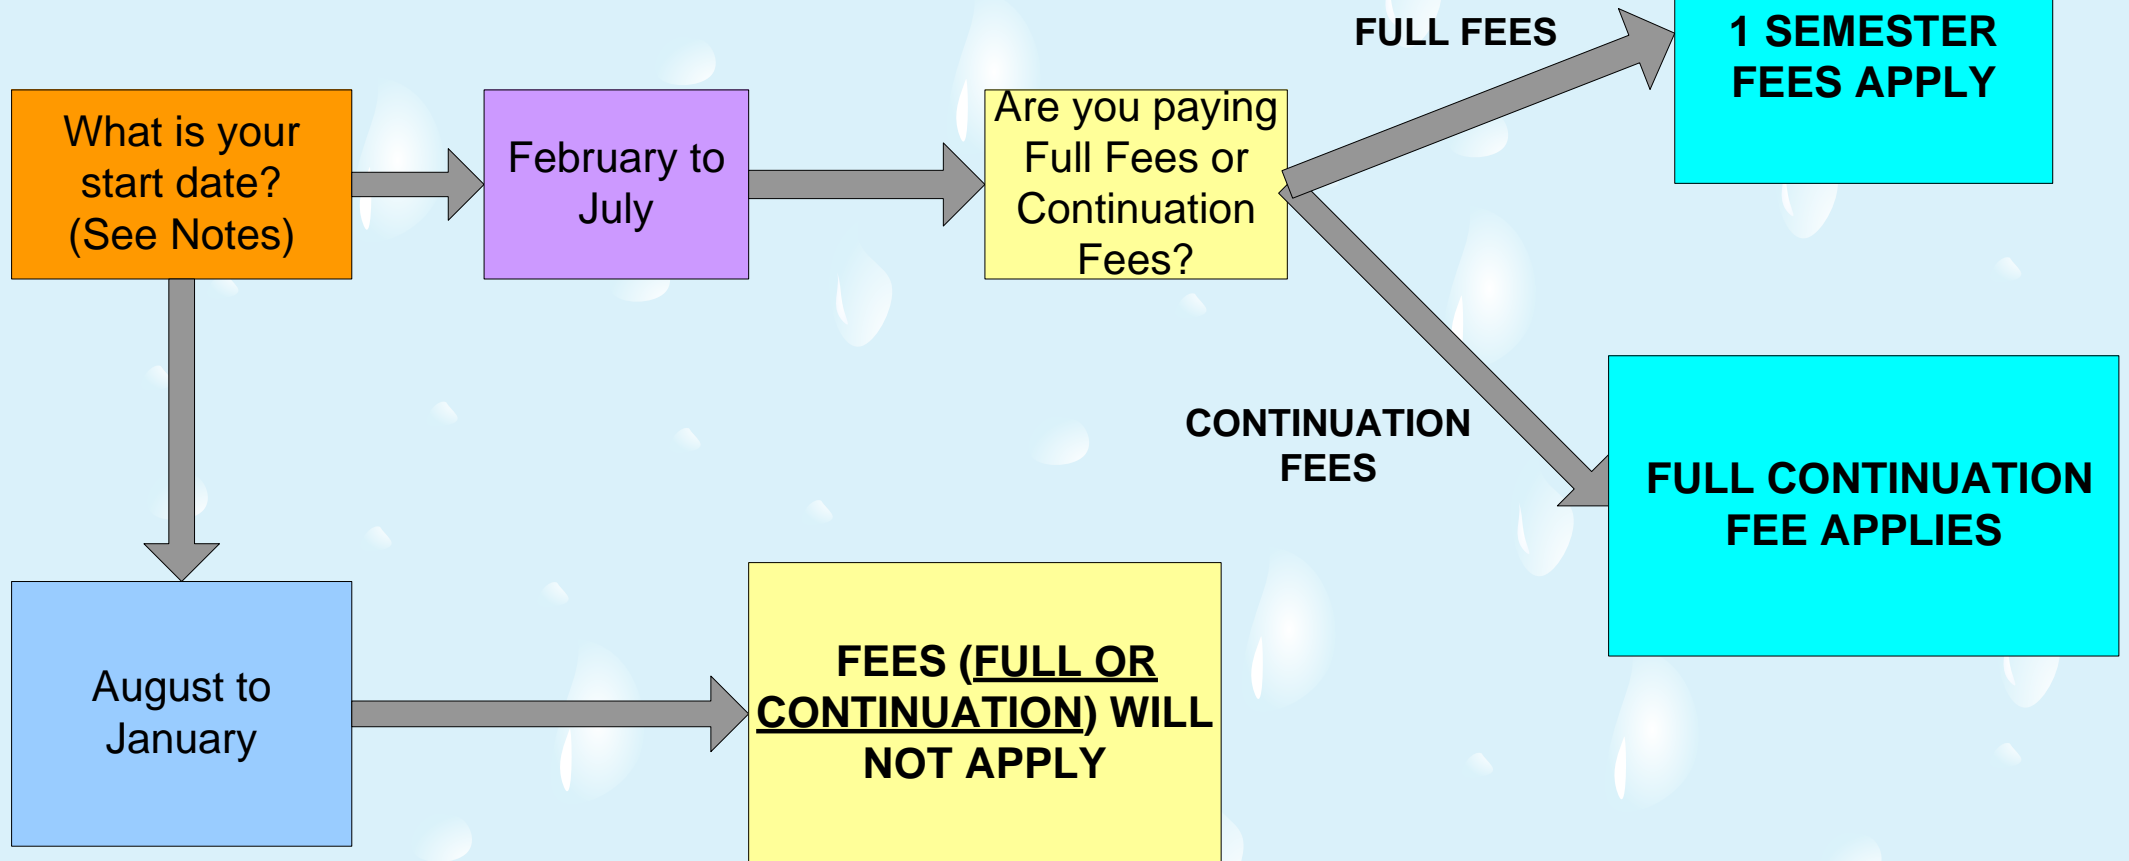 What is your
start date?
(See Notes)
February to
July
Are you paying
Full Fees or
Continuation
Fees?
FULL FEES
1 SEMESTER
FEES APPLY
CONTINUATION
FEES
FULL CONTINUATION
FEE APPLIES
August to
January
FEES (FULL OR
CONTINUATION) WILL
NOT APPLY